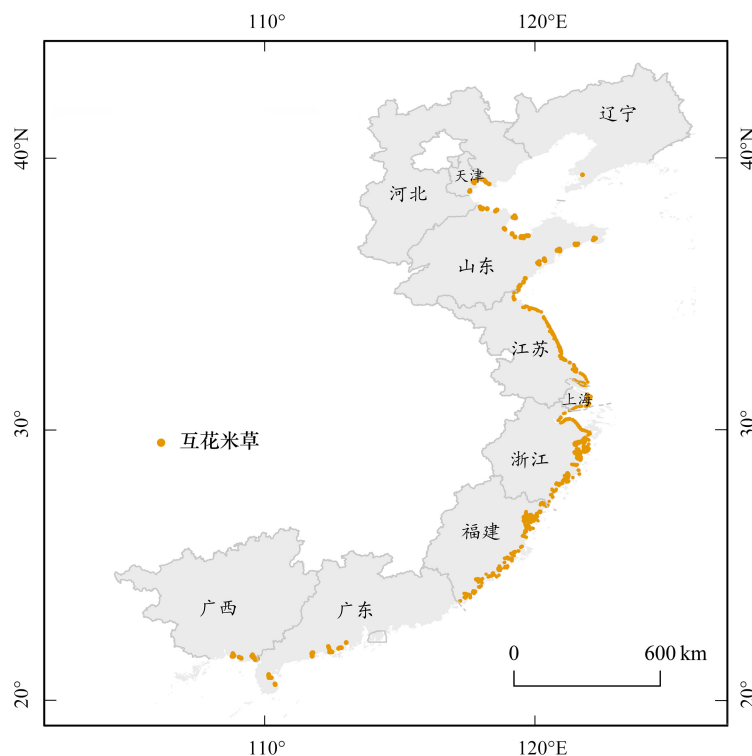 110°
120°E
40°N
40°N
辽宁
天津
河北
山东
江苏
上海
30°
30°
互花米草
浙江
福建
广西
广东
0
600 km
20°
20°
110°
120°E